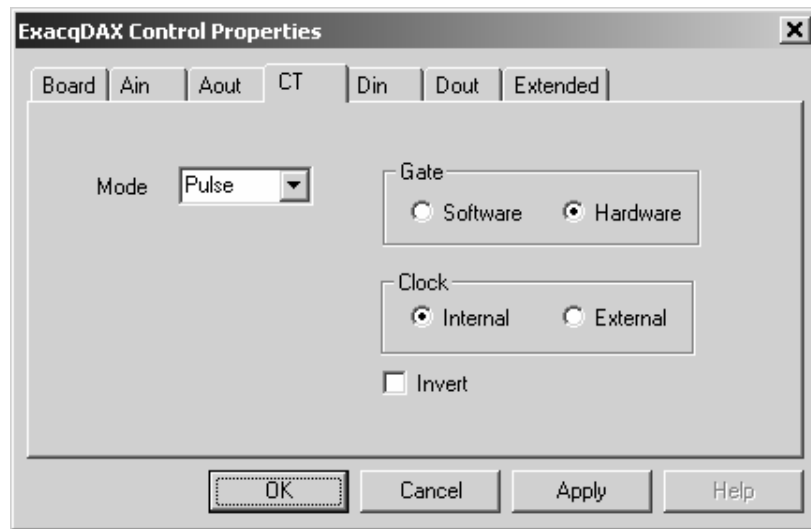 ExacqDAX Control Properties
Board Ain Aout CT Din Dout Extended
Mode Pulse
Gate
Software Hardware
Clock
Internal External
Invert
OK Cancel Apply Help